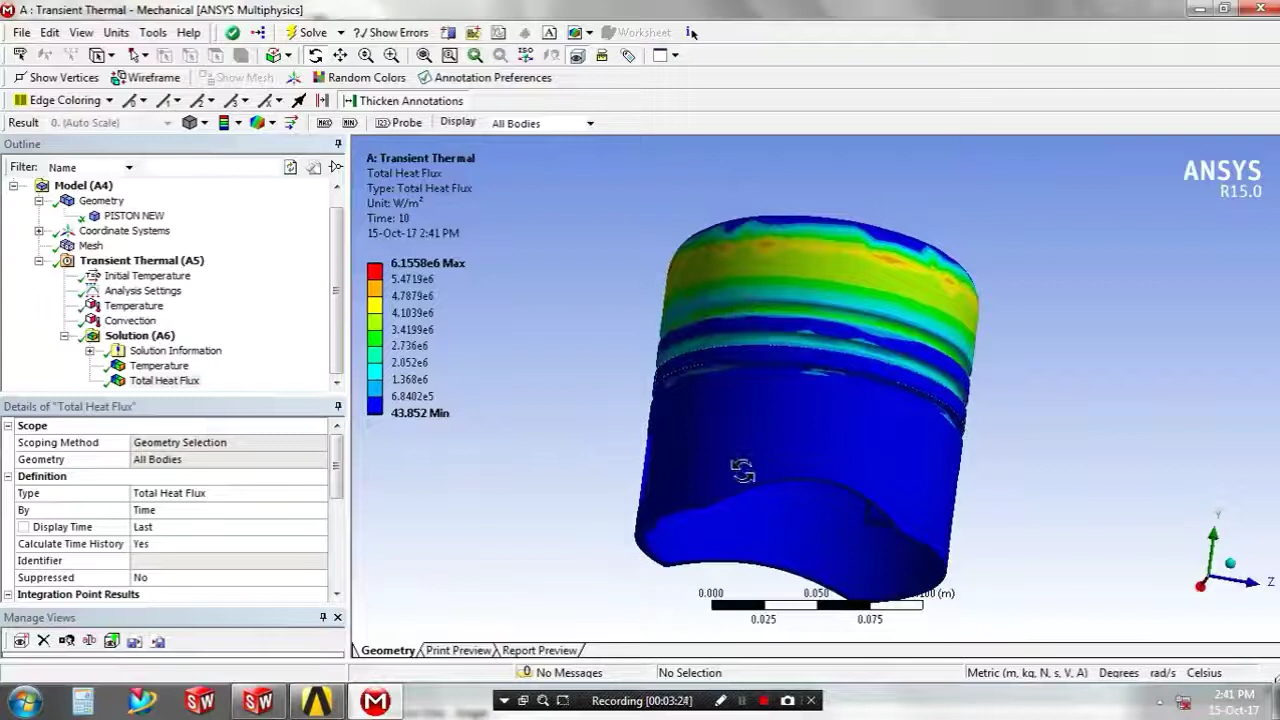 A : Transient Thermal - Mechanical [ANSYS Multiphysics]
File Edit View Units Tools Help Solve ?/ Show Errors Worksheet
Show Vertices Wireframe Show Mesh Random Colors Annotation Preferences
Edge Coloring Thicken Annotations
Result 0. (Auto Scale) MAX MIN Probe Display All Bodies
Outline
Filter: Name
Model (A4)
Geometry
PISTON NEW
Coordinate Systems
Mesh
Transient Thermal (A5)
Initial Temperature
Analysis Settings
Temperature
Convection
Solution (A6)
Solution Information
Temperature
Total Heat Flux
Details of "Total Heat Flux"
Scope
Scoping Method Geometry Selection
Geometry All Bodies
Definition
Type Total Heat Flux
By Time
Display Time Last
Calculate Time History Yes
Identifier
Suppressed No
Integration Point Results
Manage Views
A: Transient Thermal
Total Heat Flux
Type: Total Heat Flux
Unit: W/m²
Time: 10
15-Oct-17 2:41 PM
6.1558e6 Max
5.4719e6
4.7879e6
4.1039e6
3.4199e6
2.736e6
2.052e6
1.368e6
6.8402e5
43.852 Min
ANSYS
R15.0
Y
Z
0.000 0.050 (m)
0.025 0.075
Geometry Print Preview Report Preview
0 No Messages No Selection Metric (m, kg, N, s, V, A) Degrees rad/s Celsius
Recording [00:03:24]
2:41 PM
15-Oct-17